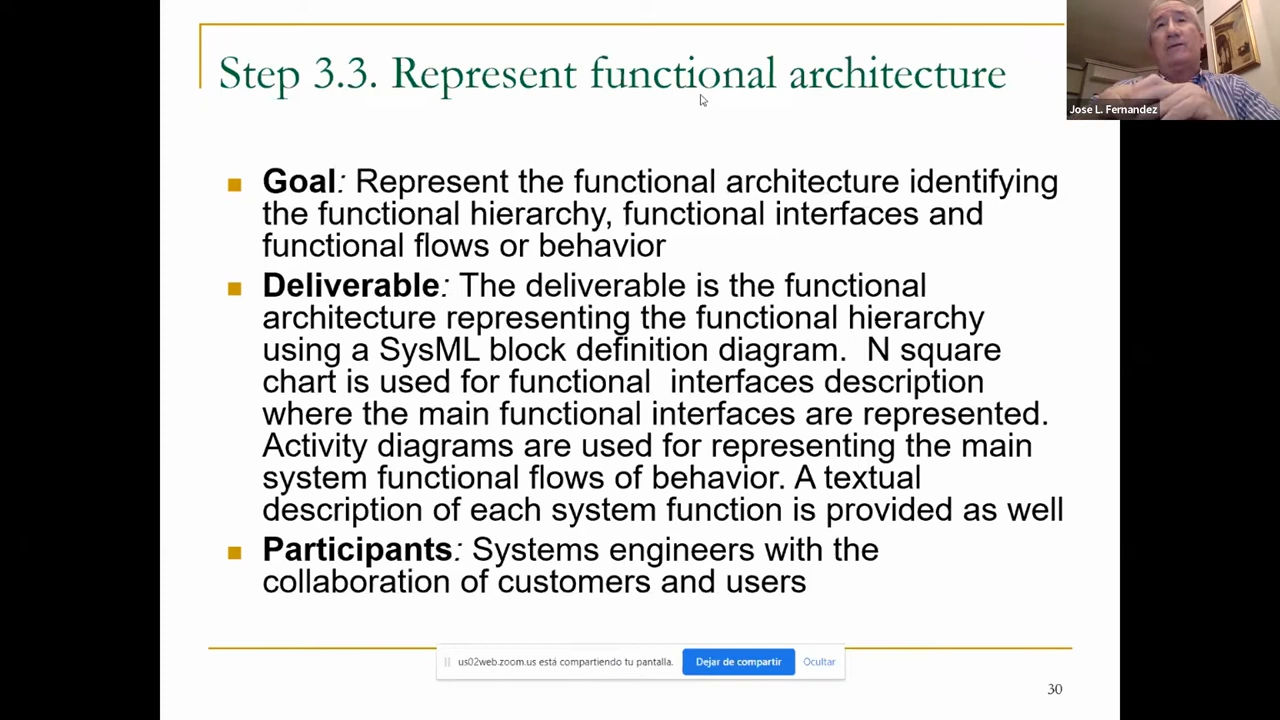 Step 3.3. Represent functional architecture
Jose L. Fernandez
Goal: Represent the functional architecture identifying
the functional hierarchy, functional interfaces and
functional flows or behavior
Deliverable: The deliverable is the functional
architecture representing the functional hierarchy
using a SysML block definition diagram.  N square
chart is used for functional  interfaces description
where the main functional interfaces are represented.
Activity diagrams are used for representing the main
system functional flows of behavior. A textual
description of each system function is provided as well
Participants: Systems engineers with the
collaboration of customers and users
us02web.zoom.us está compartiendo tu pantalla. Dejar de compartir Ocultar
30